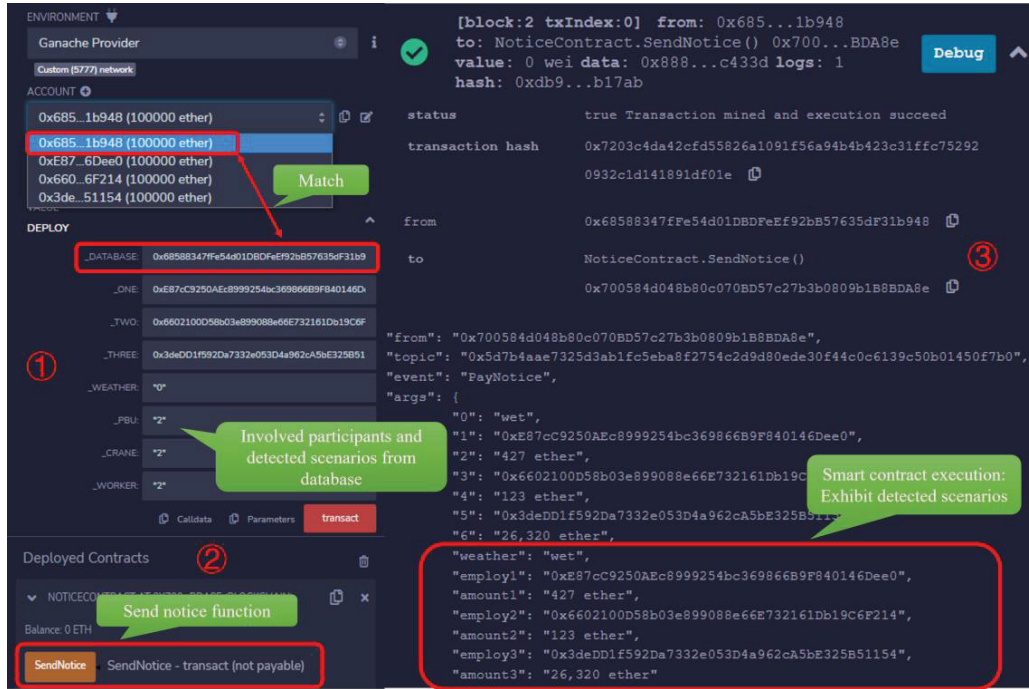 ENVIRONMENT
Ganache Provider
Custom (5777) network
ACCOUNT
0x685...1b948 (100000 ether)
0x685...1b948 (100000 ether)
0xE87...6Dee0 (100000 ether)
0x660...6F214 (100000 ether)
0x3de...51154 (100000 ether)
Match
VALUE
DEPLOY
_DATABASE: 0x68588347fFe54d01DBDFeEf92bB57635dF31b9
_ONE: 0xE87cC9250AEc8999254bc369866B9F840146D
_TWO: 0x6602100D58b03e899088e66E732161Db19C6F
_THREE: 0x3deDD1f592Da7332e053D4a962cA5bE325B51
①
_WEATHER: "0"
_PBU: "2"
_CRANE: "2"
_WORKER: "2"
Involved participants and
detected scenarios from
database
Calldata Parameters transact
Deployed Contracts
②
Send notice function
Balance: 0 ETH
SendNotice SendNotice - transact (not payable)
[block:2 txIndex:0] from: 0x685...1b948
to: NoticeContract.SendNotice() 0x700...BDA8e
value: 0 wei data: 0x888...c433d logs: 1
hash: 0xdb9...b17ab
Debug
status true Transaction mined and execution succeed
transaction hash 0x7203c4da42cfd55826a1091f56a94b4b423c31ffc75292
0932c1d141891df01e
from 0x68588347fFe54d01DBDFeEf92bB57635dF31b948
to NoticeContract.SendNotice()
③
0x700584d048b80c070BD57c27b3b0809b1B8BDA8e
"from": "0x700584d048b80c070BD57c27b3b0809b1B8BDA8e",
"topic": "0x5d7b4aae7325d3ab1fc5eba8f2754c2d9d80ede30f44c0c6139c50b01450f7b0",
"event": "PayNotice",
"args": {
"0": "wet",
"1": "0xE87cC9250AEc8999254bc369866B9F840146Dee0",
"2": "427 ether",
"3": "0x6602100D58b03e899088e66E732161Db19C
"4": "123 ether",
"5": "0x3deDD1f592Da7332e053D4a962cA5bE325B51154",
"6": "26,320 ether",
Smart contract execution:
Exhibit detected scenarios
"weather": "wet",
"employ1": "0xE87cC9250AEc8999254bc369866B9F840146Dee0",
"amount1": "427 ether",
"employ2": "0x6602100D58b03e899088e66E732161Db19C6F214",
"amount2": "123 ether",
"employ3": "0x3deDD1f592Da7332e053D4a962cA5bE325B51154",
"amount3": "26,320 ether"